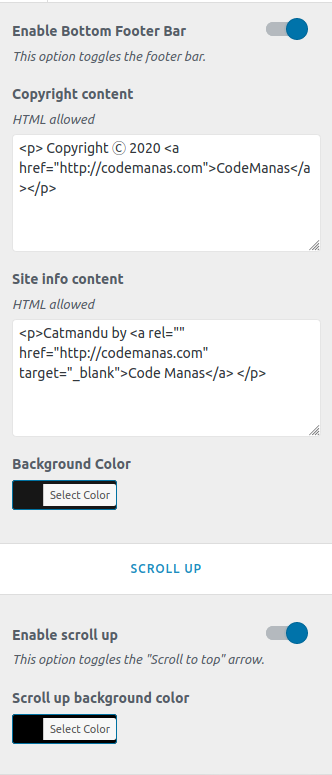 Enable Bottom Footer Bar
This option toggles the footer bar.
Copyright content
HTML allowed
<p> Copyright Ⓒ 2020 <a
href="http://codemanas.com">CodeManas</a
></p>
Site info content
HTML allowed
<p>Catmandu by <a rel=""
href="http://codemanas.com"
target="_blank">Code Manas</a> </p>
Background Color
Select Color
SCROLL UP
Enable scroll up
This option toggles the "Scroll to top" arrow.
Scroll up background color
Select Color